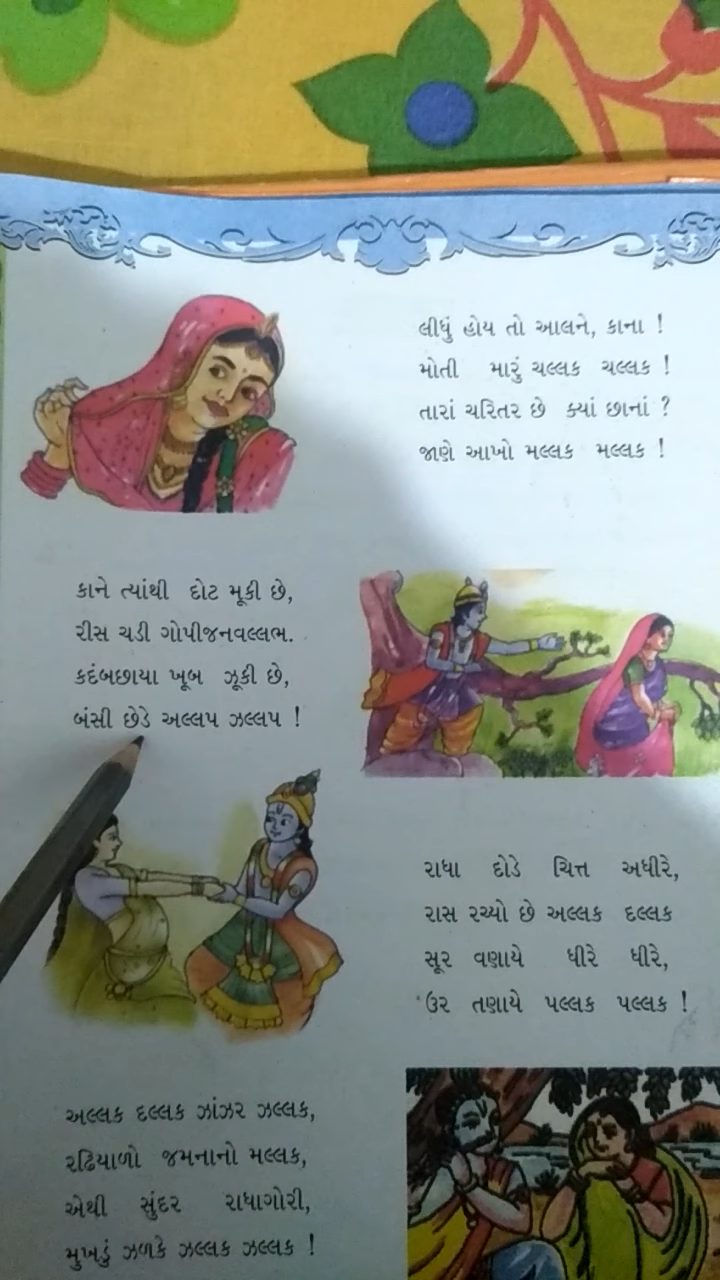 લીધું હોય તો આલને, કાના !
મોતી મારું ચલ્લક ચલ્લક !
તારાં ચરિતર છે ક્યાં છાનાં ?
જાણે આખો મલ્લક મલ્લક !
કાને ત્યાંથી દોટ મૂકી છે,
રીસ ચડી ગોપીજનવલ્લભ.
કદંબછાયા ખૂબ ઝૂકી છે,
બંસી છેડે અલ્લપ ઝલ્લપ !
રાધા દોડે ચિત્ત અધીરે,
રાસ રચ્યો છે અલ્લક દલ્લક
સૂર વણાયે ધીરે ધીરે,
ઉર તણાયે પલ્લક પલ્લક !
અલ્લક દલ્લક ઝાંઝર ઝલ્લક,
રઢિયાળો જમનાનો મલ્લક,
એથી સુંદર રાધાગોરી,
મુખડું ઝળકે ઝલ્લક ઝલ્લક !